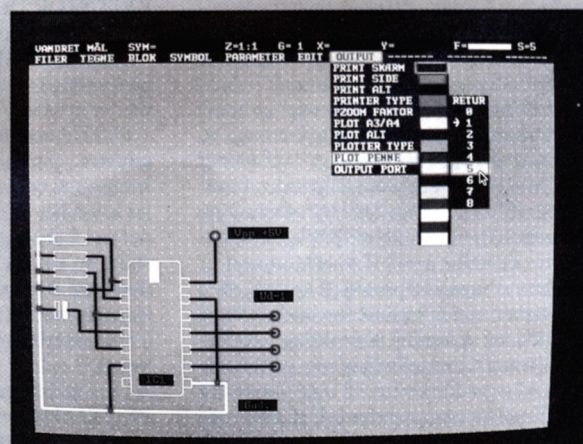 VANDRET MÅL SYM= Z=1:1 G= 1 X= Y= F= S=5
FILER TEGNE BLOK SYMBOL PARAMETER EDIT OUTPUT
PRINT SKÆRM
PRINT SIDE
PRINT ALT
PRINTER TYPE
PZOOM FAKTOR
PLOT A3/A4
PLOT ALT
PLOTTER TYPE
PLOT PENNE
OUTPUT PORT
RETUR
0
→ 1
2
3
4
5
6
7
8
Vpp +5V
Ud-1
IC1